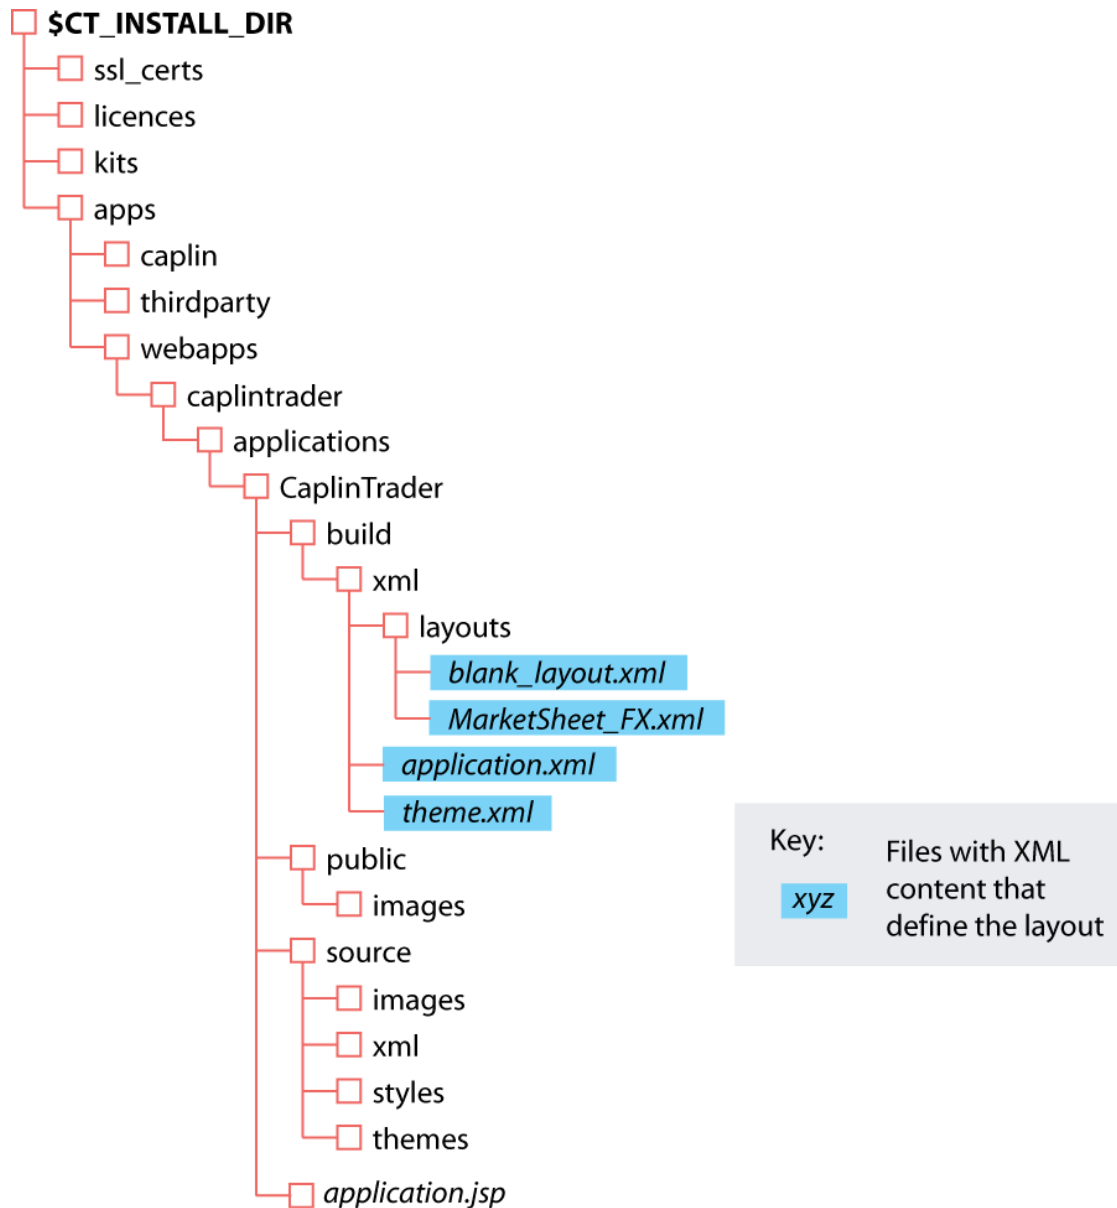 $CT_INSTALL_DIR
ssl_certs
licences
kits
apps
caplin
thirdparty
webapps
caplintrader
applications
CaplinTrader
build
xml
layouts
blank_layout.xml
MarketSheet_FX.xml
application.xml
theme.xml
public
images
source
images
xml
styles
themes
application.jsp
Key:
xyz
Files with XML
content that
define the layout